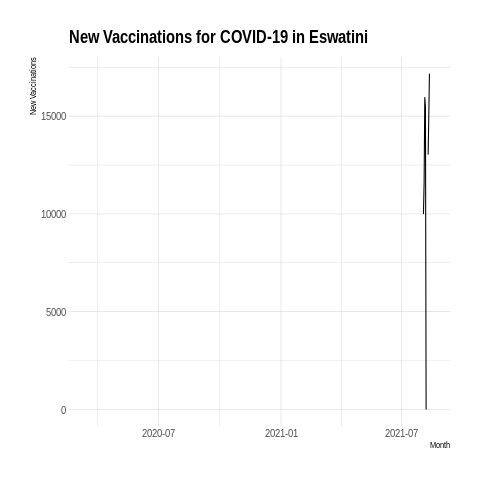 New Vaccinations for COVID-19 in Eswatini
New Vaccinations
15000
10000
5000
0
2020-07 2021-01 2021-07
Month